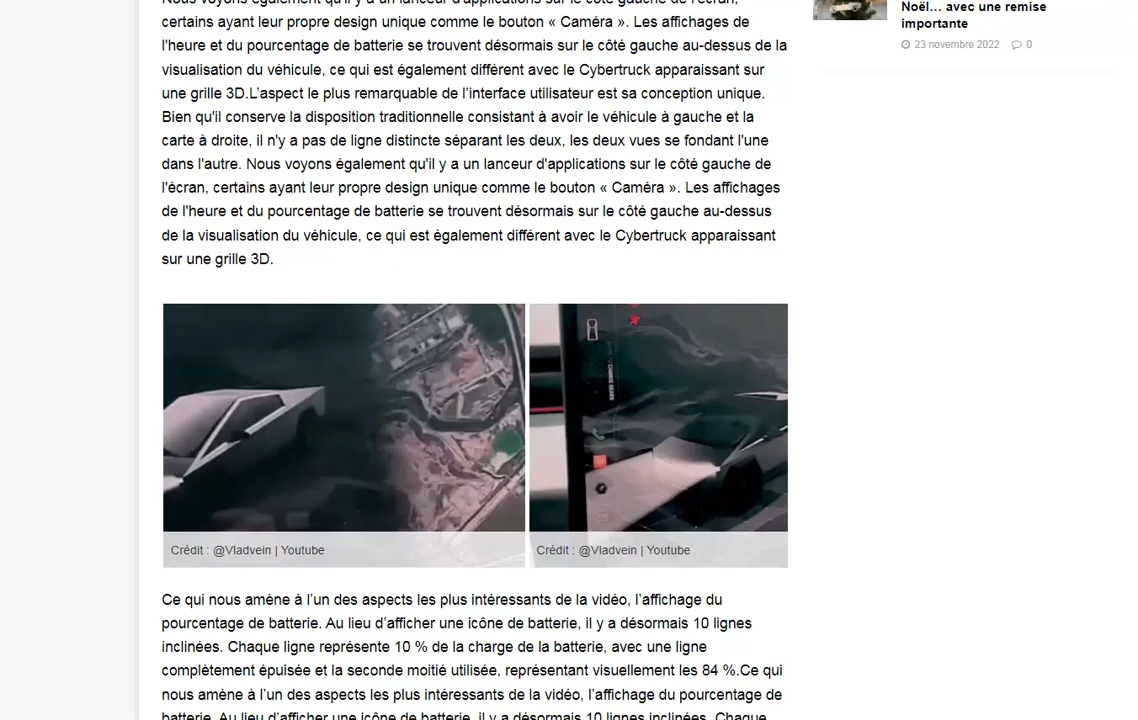 Nous voyons également qu'il y a un lanceur d'applications sur le côté gauche de l'écran,
certains ayant leur propre design unique comme le bouton « Caméra ». Les affichages de
l'heure et du pourcentage de batterie se trouvent désormais sur le côté gauche au-dessus de la
visualisation du véhicule, ce qui est également différent avec le Cybertruck apparaissant sur
une grille 3D.L’aspect le plus remarquable de l’interface utilisateur est sa conception unique.
Bien qu'il conserve la disposition traditionnelle consistant à avoir le véhicule à gauche et la
carte à droite, il n'y a pas de ligne distincte séparant les deux, les deux vues se fondant l'une
dans l'autre. Nous voyons également qu'il y a un lanceur d'applications sur le côté gauche de
l'écran, certains ayant leur propre design unique comme le bouton « Caméra ». Les affichages
de l'heure et du pourcentage de batterie se trouvent désormais sur le côté gauche au-dessus
de la visualisation du véhicule, ce qui est également différent avec le Cybertruck apparaissant
sur une grille 3D.
Crédit : @Vladvein | Youtube
Crédit : @Vladvein | Youtube
Ce qui nous amène à l’un des aspects les plus intéressants de la vidéo, l’affichage du
pourcentage de batterie. Au lieu d’afficher une icône de batterie, il y a désormais 10 lignes
inclinées. Chaque ligne représente 10 % de la charge de la batterie, avec une ligne
complètement épuisée et la seconde moitié utilisée, représentant visuellement les 84 %.Ce qui
nous amène à l’un des aspects les plus intéressants de la vidéo, l’affichage du pourcentage de
batterie. Au lieu d’afficher une icône de batterie, il y a désormais 10 lignes inclinées. Chaque
Noël… avec une remise
importante
23 novembre 2022 0